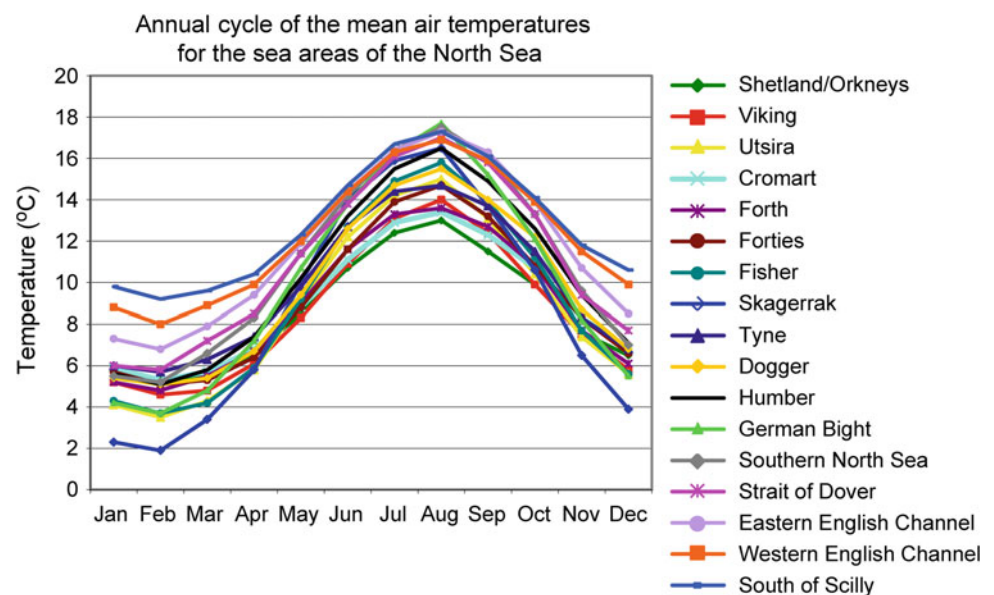 Annual cycle of the mean air temperatures
for the sea areas of the North Sea
Temperature (ºC)
20
18
16
14
12
10
8
6
4
2
0
Jan Feb Mar Apr May Jun Jul Aug Sep Oct Nov Dec
Shetland/Orkneys
Viking
Utsira
Cromart
Forth
Forties
Fisher
Skagerrak
Tyne
Dogger
Humber
German Bight
Southern North Sea
Strait of Dover
Eastern English Channel
Western English Channel
South of Scilly